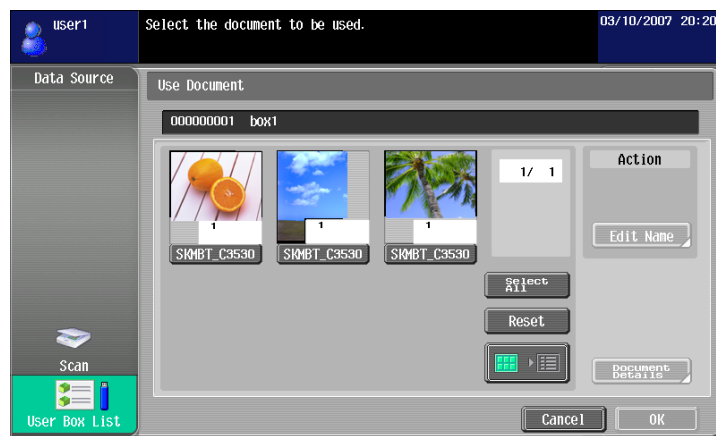 user1
Select the document to be used.
03/10/2007 20:20
Data Source
Use Document
000000001 box1
1/ 1
Action
1
1
1
Edit Name
SKMBT_C3530
SKMBT_C3530
SKMBT_C3530
Select
All
Reset
Scan
Document
Details
User Box List
Cancel
OK